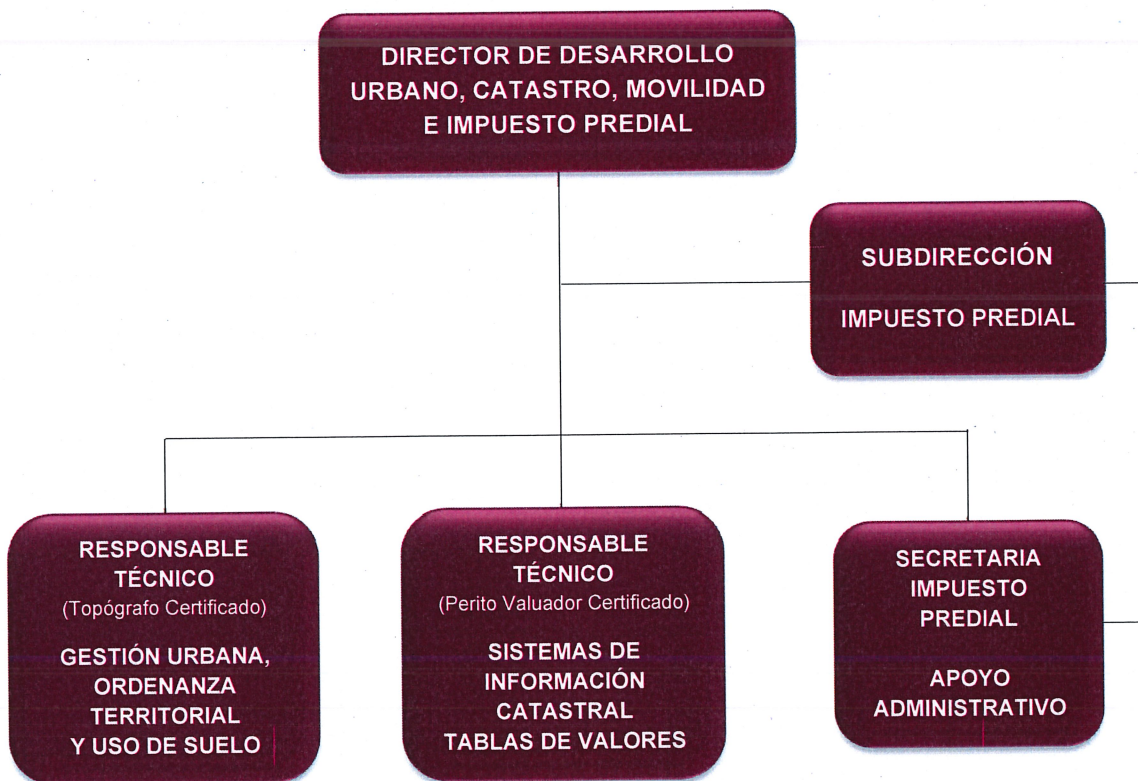 DIRECTOR DE DESARROLLO
URBANO, CATASTRO, MOVILIDAD
E IMPUESTO PREDIAL
SUBDIRECCIÓN
IMPUESTO PREDIAL
RESPONSABLE
TÉCNICO
(Topógrafo Certificado)
GESTIÓN URBANA,
ORDENANZA
TERRITORIAL
Y USO DE SUELO
RESPONSABLE
TÉCNICO
(Perito Valuador Certificado)
SISTEMAS DE
INFORMACIÓN
CATASTRAL
TABLAS DE VALORES
SECRETARIA
IMPUESTO
PREDIAL
APOYO
ADMINISTRATIVO